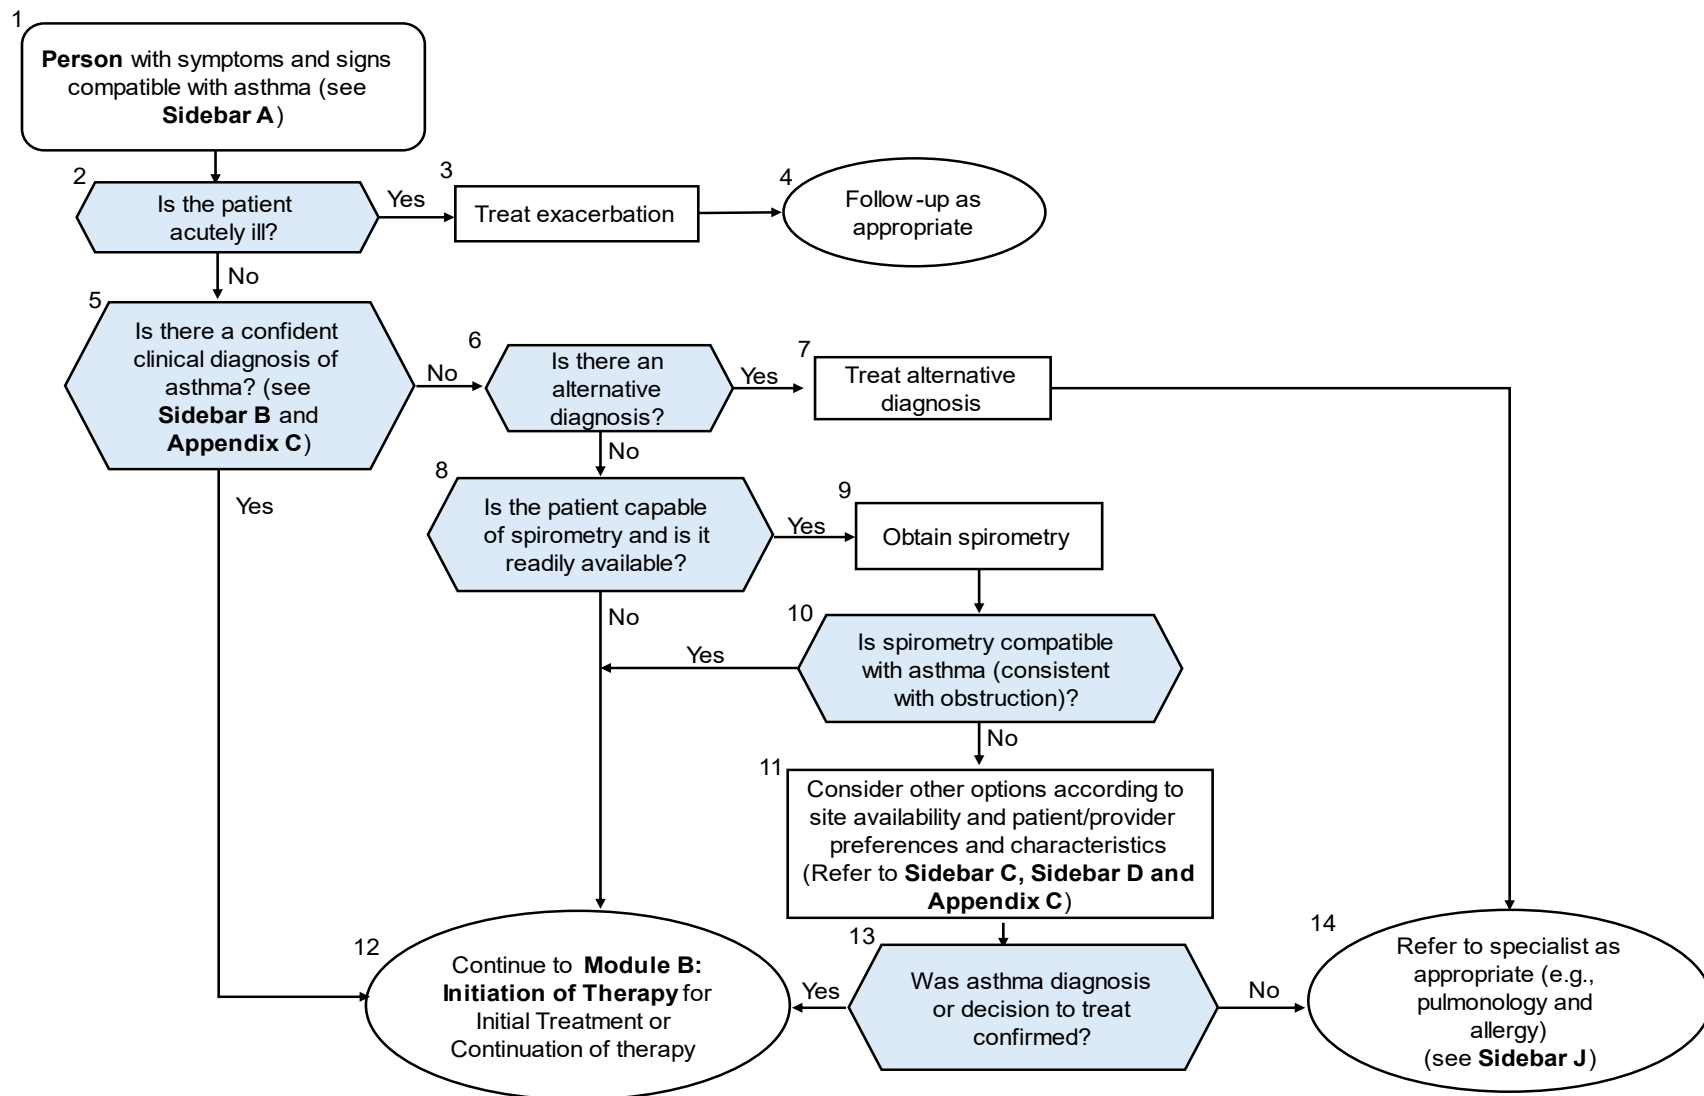 1
Person with symptoms and signs
compatible with asthma (see
Sidebar A)
2
Is the patient
acutely ill?
Yes
3
Treat exacerbation
4
Follow-up as
appropriate
No
5
Is there a confident
clinical diagnosis of
asthma? (see
Sidebar B and
Appendix C)
No
6
Is there an
alternative
diagnosis?
Yes
7
Treat alternative
diagnosis
No
Yes
8
Is the patient capable
of spirometry and is it
readily available?
Yes
9
Obtain spirometry
No
10
Is spirometry compatible
with asthma (consistent
with obstruction)?
Yes
No
11
Consider other options according to
site availability and patient/provider
preferences and characteristics
(Refer to Sidebar C, Sidebar D and
Appendix C)
12
Continue to Module B:
Initiation of Therapy for
Initial Treatment or
Continuation of therapy
Yes
13
Was asthma diagnosis
or decision to treat
confirmed?
No
14
Refer to specialist as
appropriate (e.g.,
pulmonology and
allergy)
(see Sidebar J)